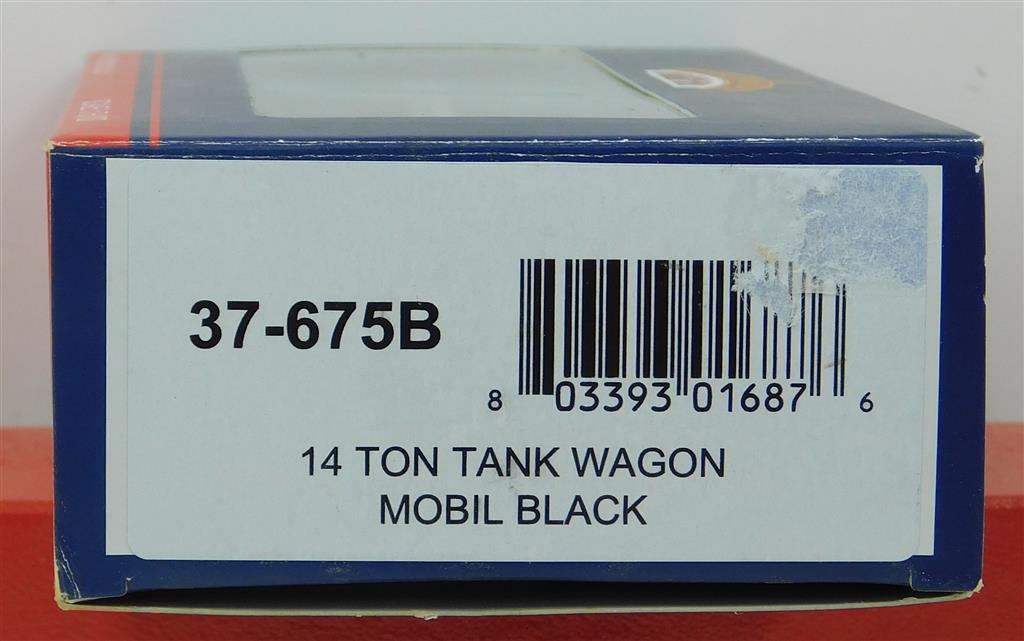 37-675B
8 03393 01687 6
14 TON TANK WAGON
MOBIL BLACK